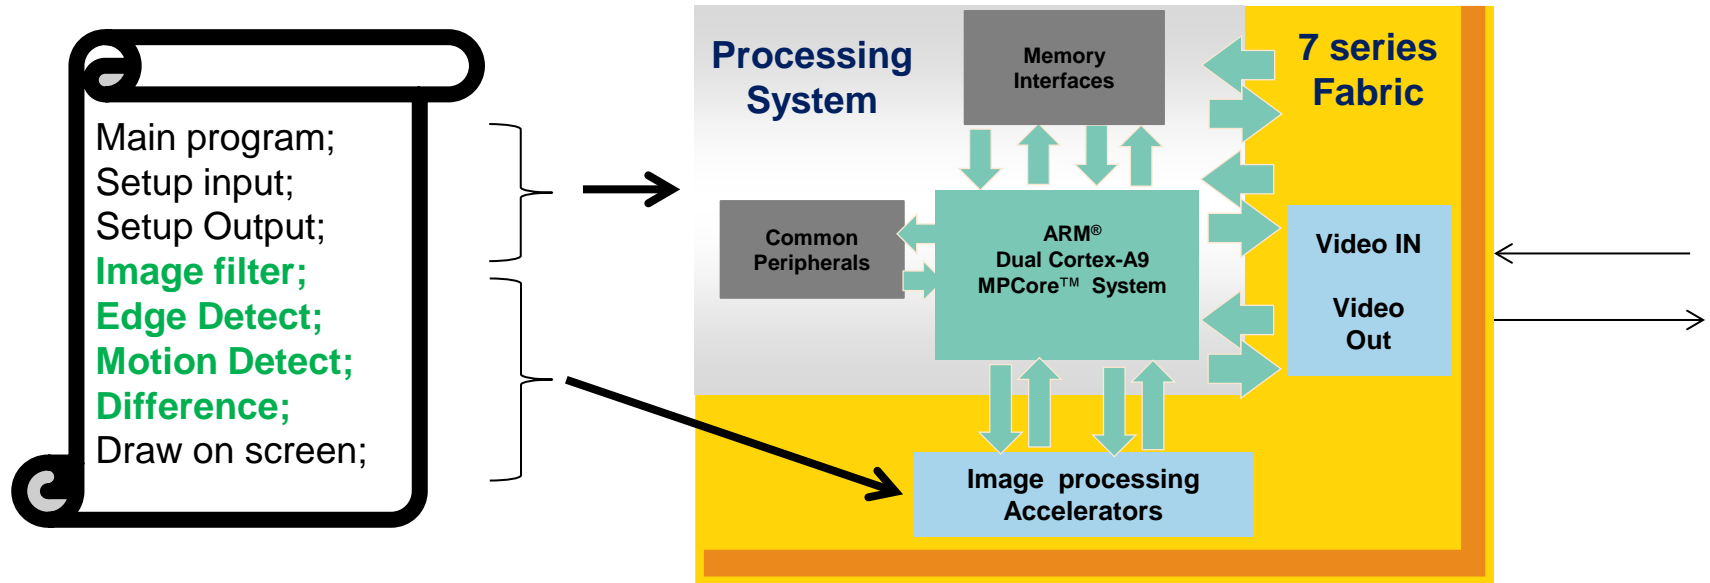 Main program;
Setup input;
Setup Output;
Image filter;
Edge Detect;
Motion Detect;
Difference;
Draw on screen;
Processing
System
Memory
Interfaces
7 series
Fabric
Common
Peripherals
ARM®
Dual Cortex-A9
MPCore™ System
Video IN
Video
Out
Image processing
Accelerators